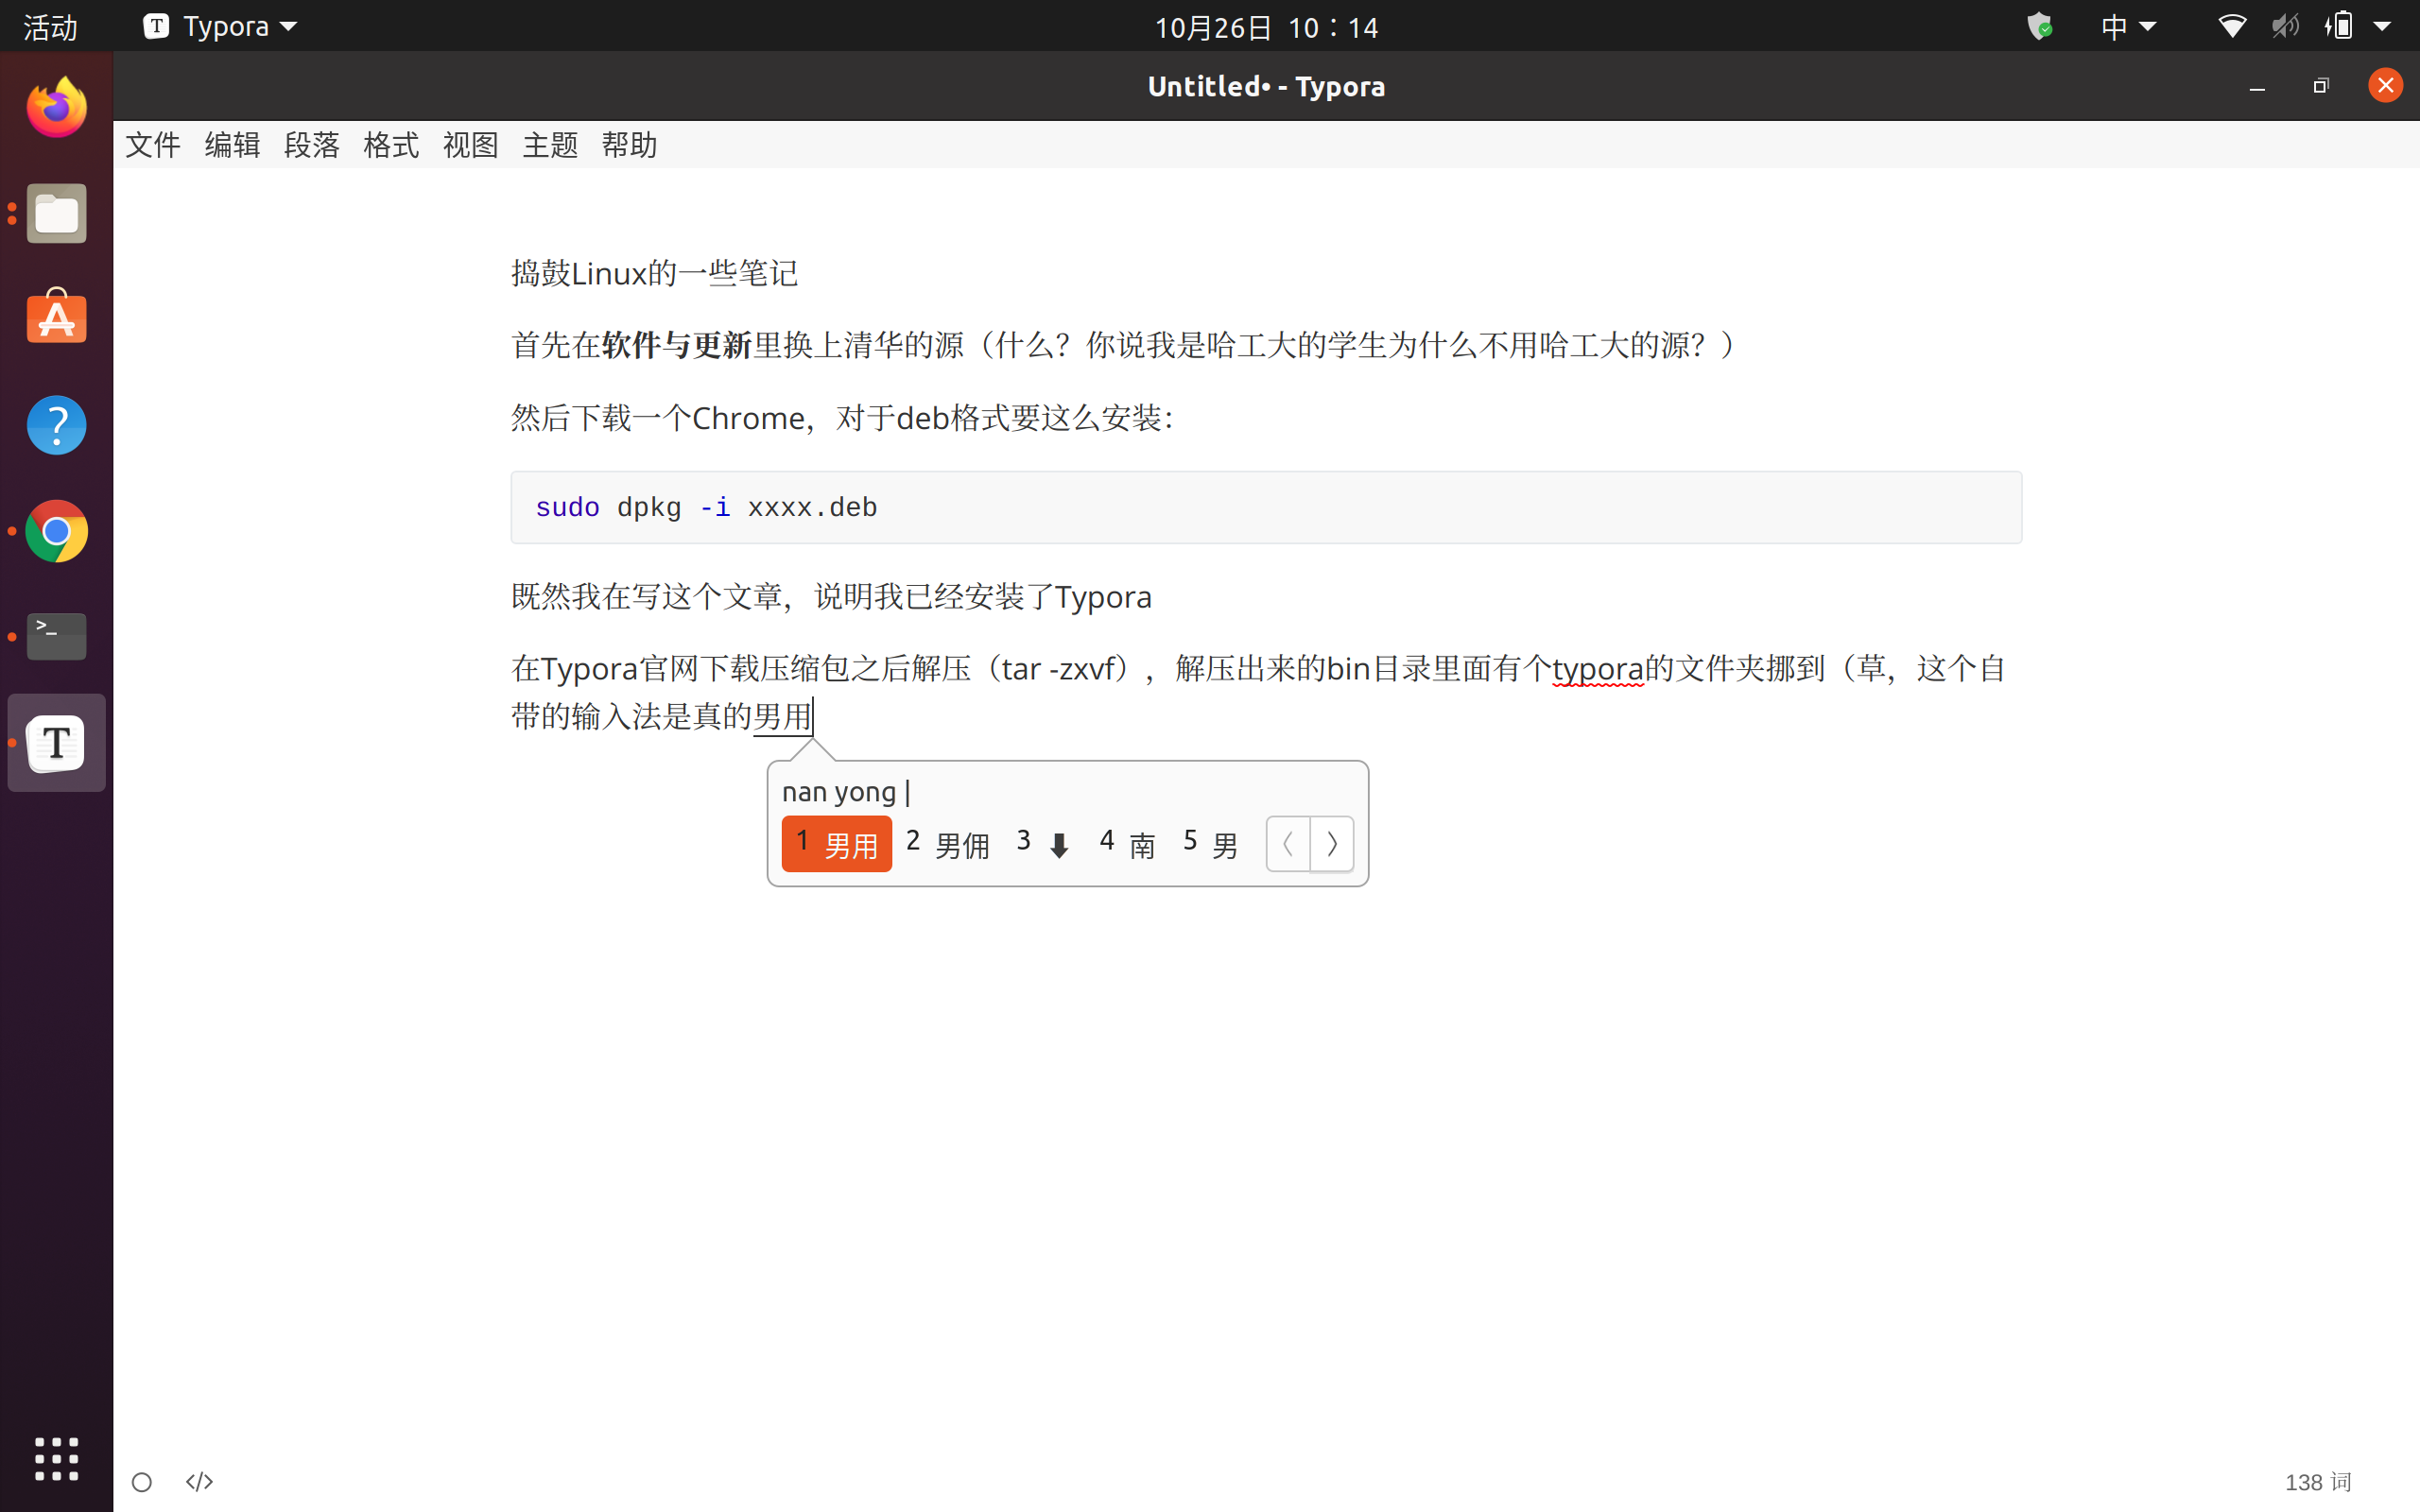 活动 Typora 10月26日 10：14 中
Untitled• - Typora
文件 编辑 段落 格式 视图 主题 帮助
捣鼓Linux的一些笔记
首先在软件与更新里换上清华的源（什么？你说我是哈工大的学生为什么不用哈工大的源？）
然后下载一个Chrome，对于deb格式要这么安装：
sudo dpkg -i xxxx.deb
既然我在写这个文章，说明我已经安装了Typora
在Typora官网下载压缩包之后解压（tar -zxvf），解压出来的bin目录里面有个typora的文件夹挪到（草，这个自
带的输入法是真的男用
nan yong |
1 男用 2 男佣 3 ⬇ 4 南 5 男
</> 138 词